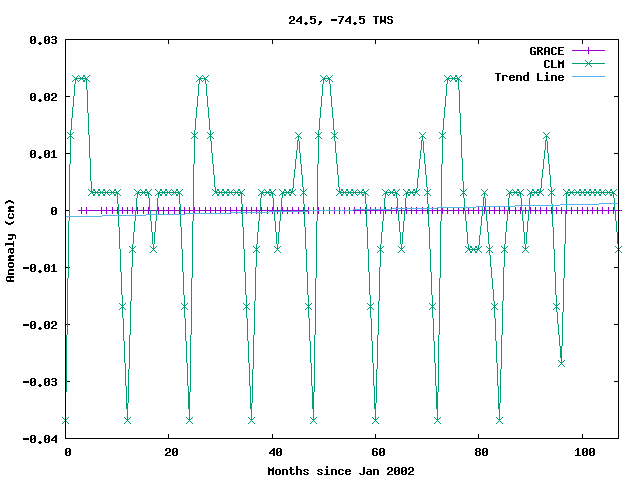 24.5, -74.5 TWS
GRACE
CLM
Trend Line
0.03
0.02
0.01
0
-0.01
-0.02
-0.03
-0.04
Anomaly (cm)
0 20 40 60 80 100
Months since Jan 2002